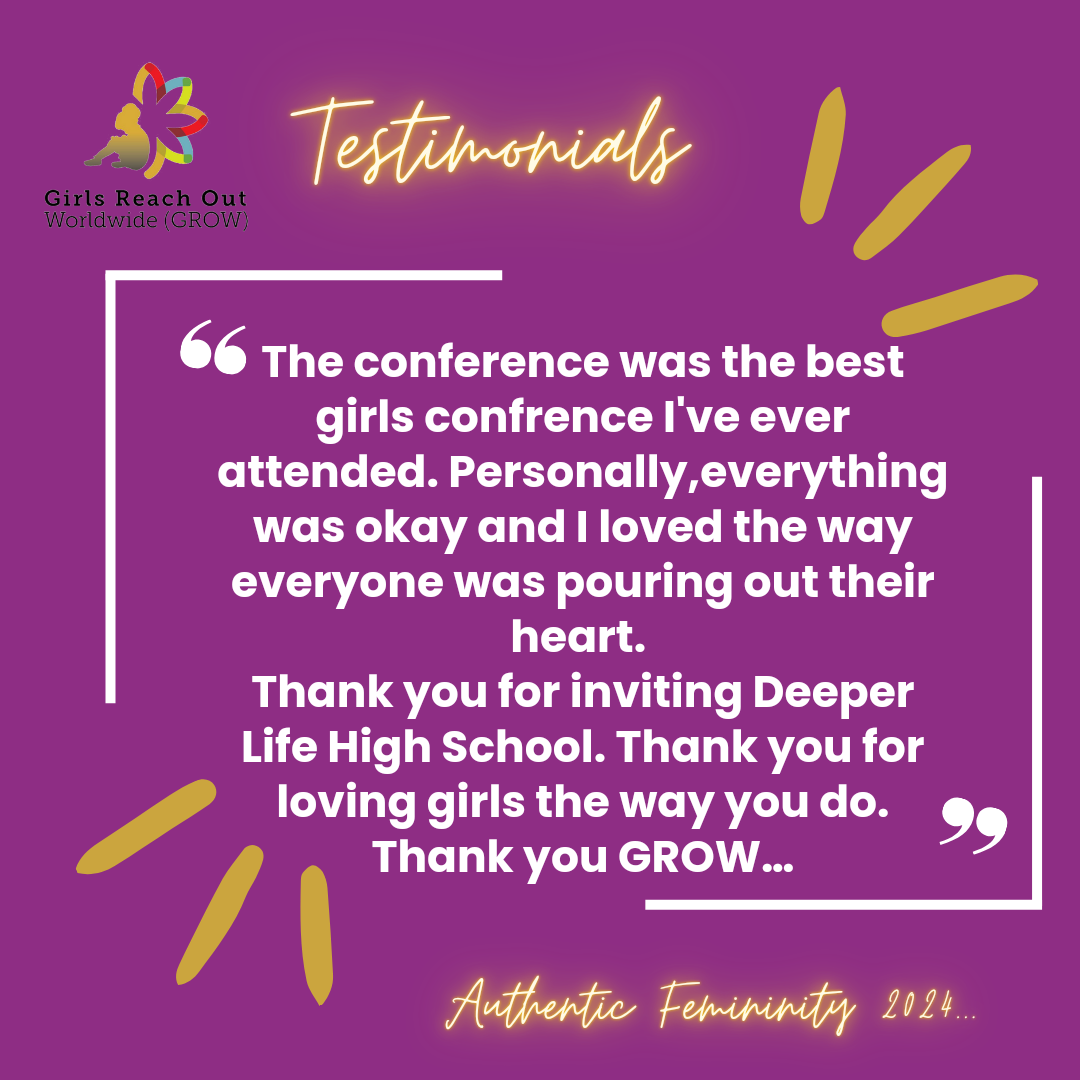 Girls Reach Out
Worldwide (GROW)
Testimonials
“The conference was the best
girls confrence I've ever
attended. Personally,everything
was okay and I loved the way
everyone was pouring out their
heart.
Thank you for inviting Deeper
Life High School. Thank you for
loving girls the way you do.
Thank you GROW...”
Authentic Femininity 2024...